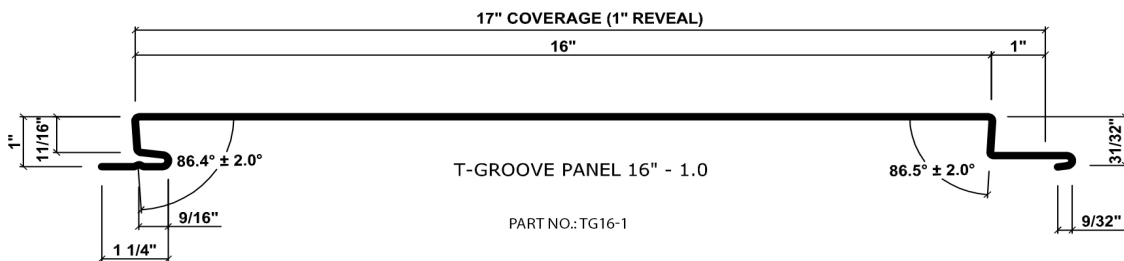 17" COVERAGE (1" REVEAL)
16"
1"
1"
11/16"
86.4° ± 2.0°
T-GROOVE PANEL 16" - 1.0
86.5° ± 2.0°
31/32"
9/16"
PART NO.: TG16-1
9/32"
1 1/4"